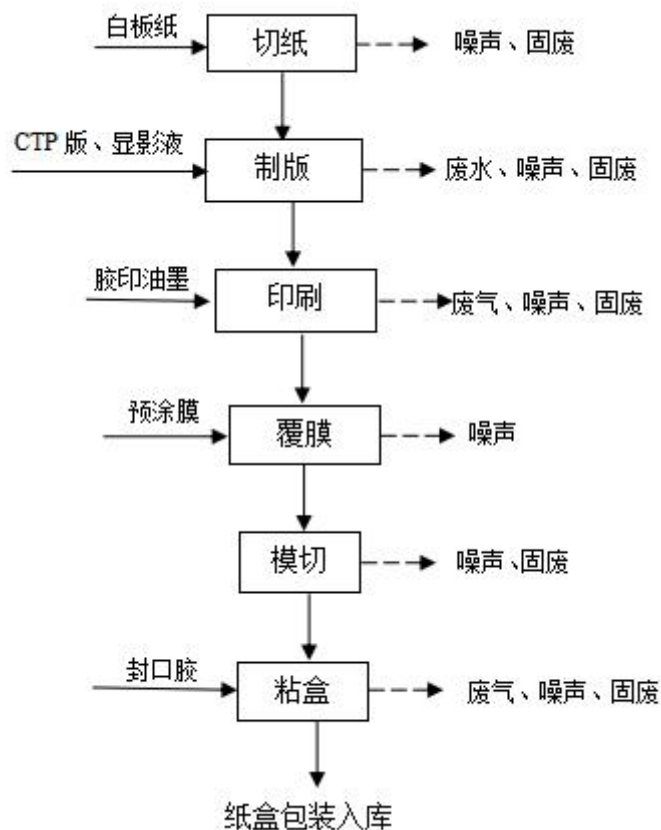 白板纸
切纸
噪声、固废
CTP 版、显影液
制版
废水、噪声、固废
胶印油墨
印刷
废气、噪声、固废
预涂膜
覆膜
噪声
模切
噪声、固废
封口胶
粘盒
废气、噪声、固废
纸盒包装入库